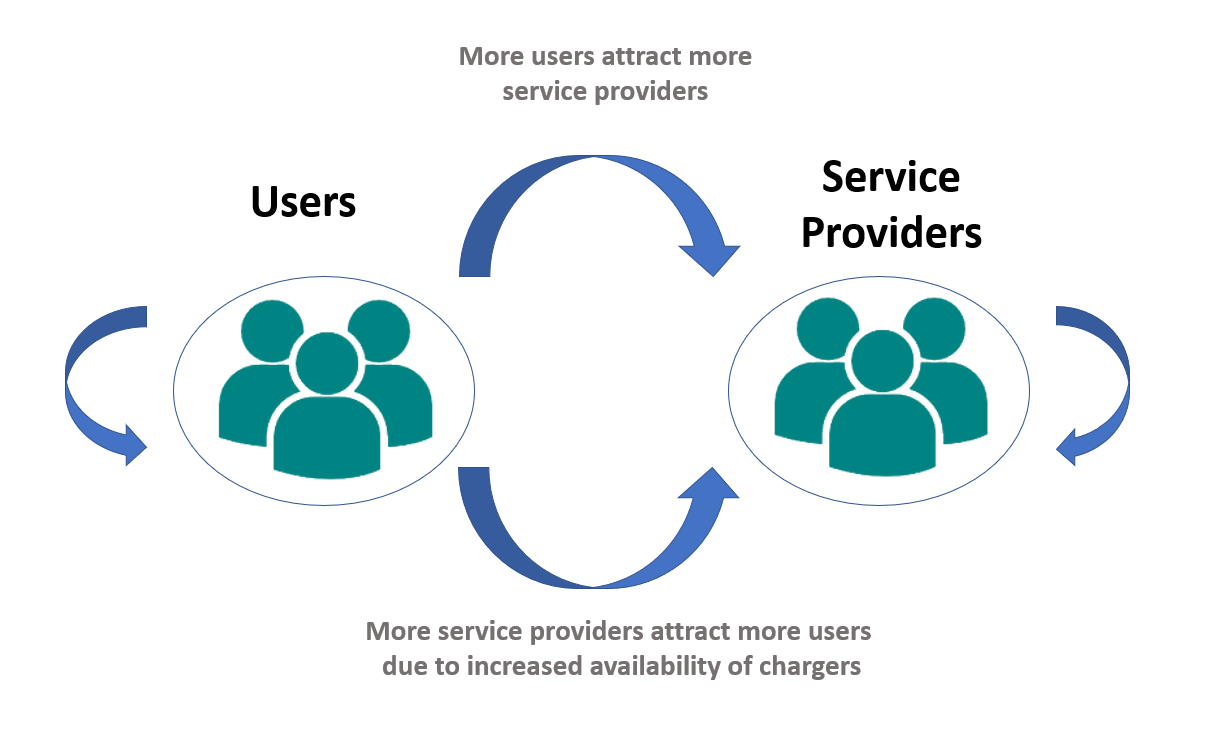 More users attract more
service providers
Users
Service
Providers
More service providers attract more users
due to increased availability of chargers